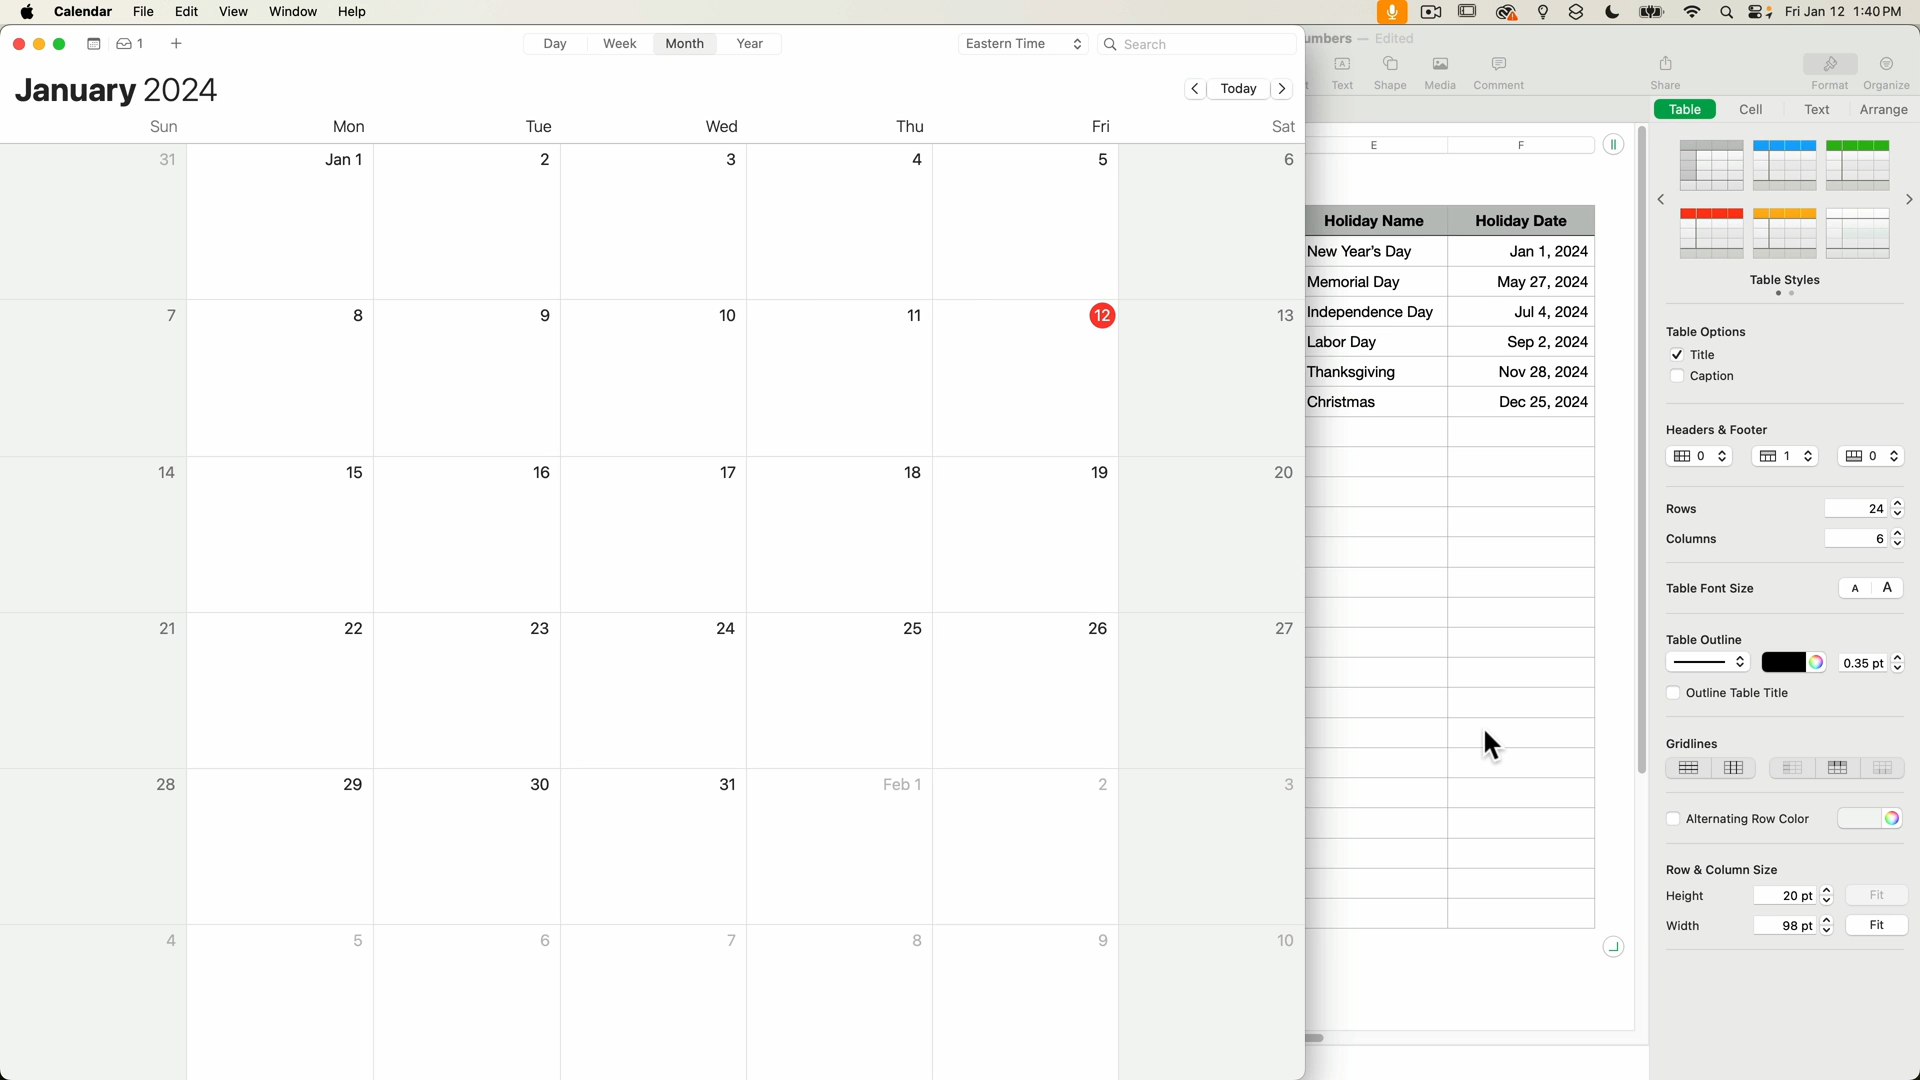 Calendar File Edit View Window Help Fri Jan 12 1:40 PM
1 + Day Week Month Year Eastern Time Search
umbers — Edited
Text Shape Media Comment Share Format Organize
January 2024
Today
Table Cell Text Arrange
Sun Mon Tue Wed Thu Fri Sat
31 Jan 1 2 3 4 5 6
7 8 9 10 11 12 13
14 15 16 17 18 19 20
21 22 23 24 25 26 27
28 29 30 31 Feb 1 2 3
4 5 6 7 8 9 10
E F
Holiday Name Holiday Date
New Year's Day Jan 1, 2024
Memorial Day May 27, 2024
Independence Day Jul 4, 2024
Labor Day Sep 2, 2024
Thanksgiving Nov 28, 2024
Christmas Dec 25, 2024
Table Styles
Table Options
Title
Caption
Headers & Footer
0 1 0
Rows 24
Columns 6
Table Font Size A A
Table Outline
0.35 pt
Outline Table Title
Gridlines
Alternating Row Color
Row & Column Size
Height 20 pt Fit
Width 98 pt Fit